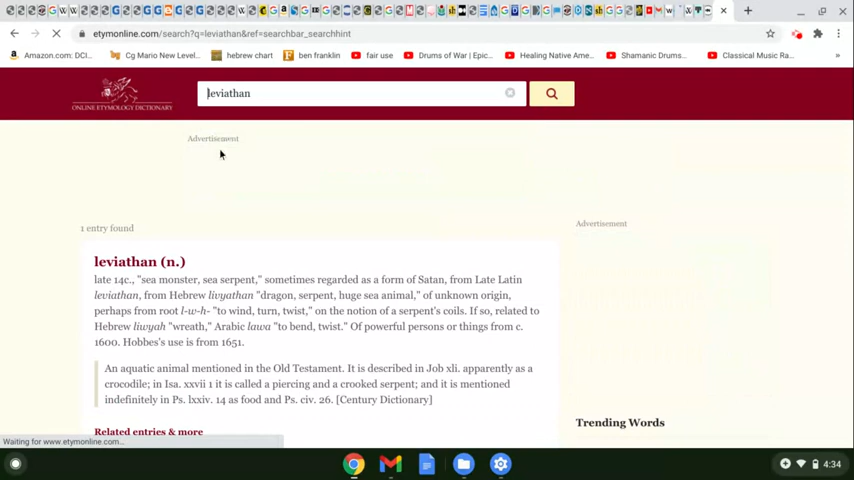 etymonline.com/search?q=leviathan&ref=searchbar_searchhint
Amazon.com: DCI... Cg Mario New Level... hebrew chart ben franklin fair use Drums of War | Epic... Healing Native Ame... Shamanic Drums... Classical Music Ra... »
ONLINE ETYMOLOGY DICTIONARY
leviathan
Advertisement
1 entry found
Advertisement
leviathan (n.)
late 14c., "sea monster, sea serpent," sometimes regarded as a form of Satan, from Late Latin
leviathan, from Hebrew livyathan "dragon, serpent, huge sea animal," of unknown origin,
perhaps from root l-w-h- "to wind, turn, twist," on the notion of a serpent's coils. If so, related to
Hebrew liwyah "wreath," Arabic lawa "to bend, twist." Of powerful persons or things from c.
1600. Hobbes's use is from 1651.
An aquatic animal mentioned in the Old Testament. It is described in Job xli. apparently as a
crocodile; in Isa. xxvii 1 it is called a piercing and a crooked serpent; and it is mentioned
indefinitely in Ps. lxxiv. 14 as food and Ps. civ. 26. [Century Dictionary]
Trending Words
Related entries & more
Waiting for www.etymonline.com...
4:34